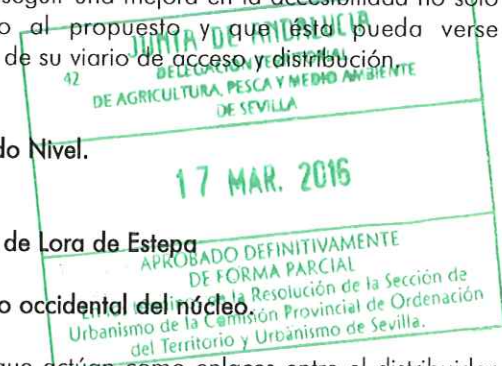 seguir una mejora en la accesibilidad no solo
o al propuesto y que ésta pueda verse
de su viario de acceso y distribución.
JUNTA DE ANDALUCIA
DELEGACIÓN TERRITORIAL
42
DE AGRICULTURA, PESCA Y MEDIO AMBIENTE
DE SEVILLA
do Nivel.
17 MAR. 2016
de Lora de Estepa
APROBADO DEFINITIVAMENTE
DE FORMA PARCIAL
de la Resolución de la Sección de
o occidental del núcleo.
Urbanismo de la Comisión Provincial de Ordenación
del Territorio y Urbanismo de Sevilla.
que actúan como enlaces entre el distribuidor